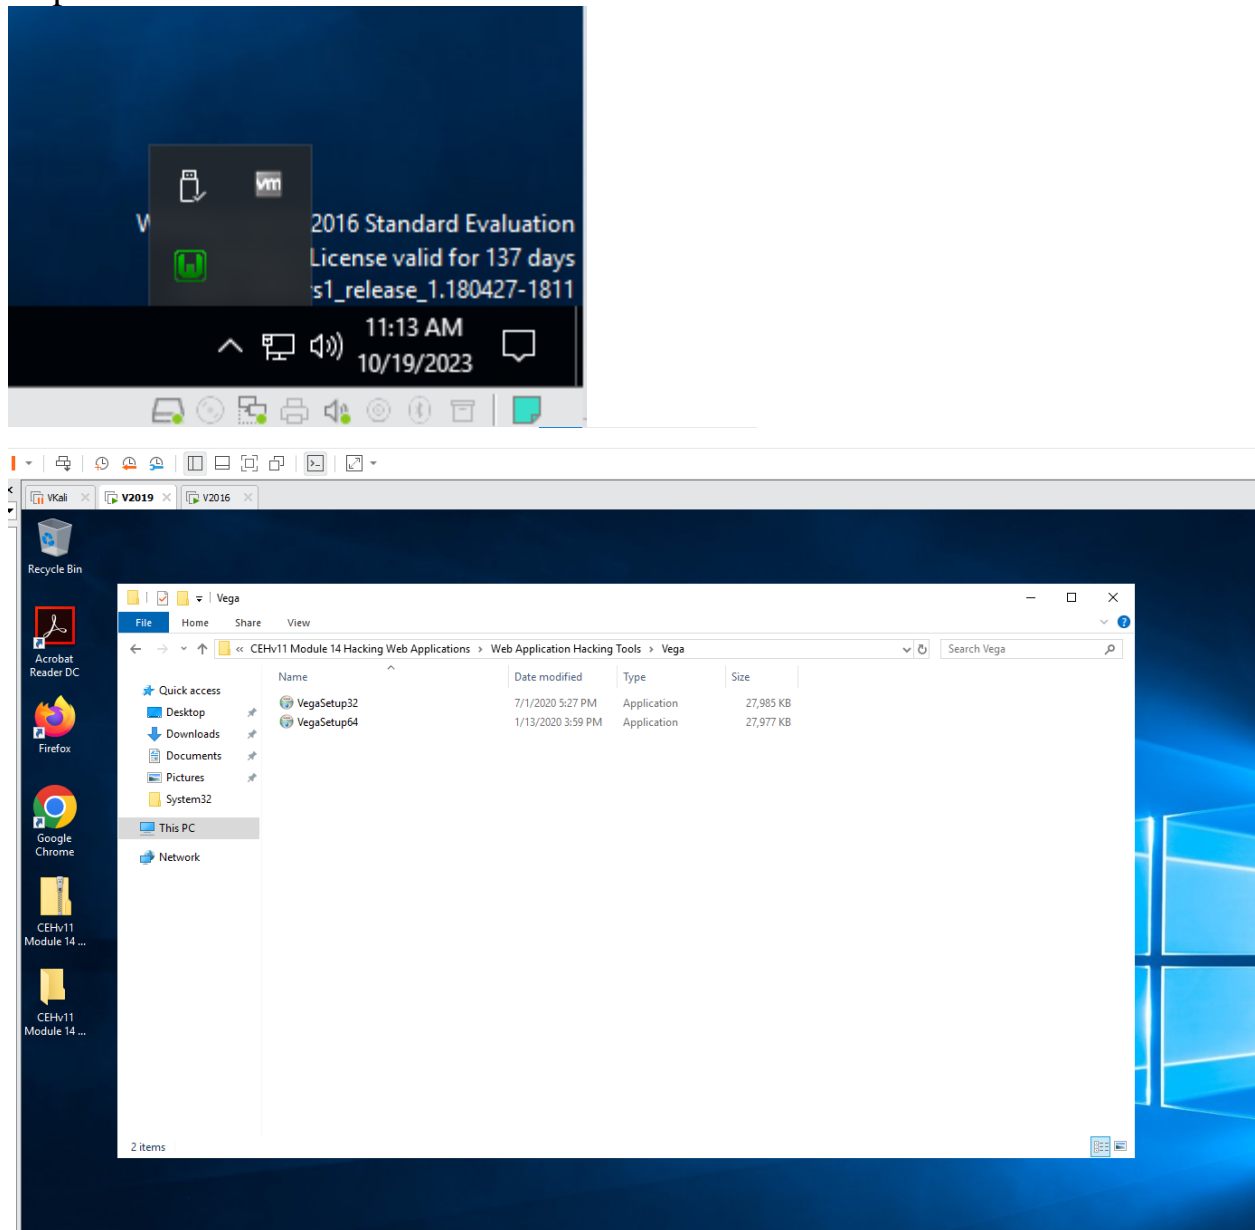 vm
2016 Standard Evaluation
License valid for 137 days
s1_release_1.180427-1811
11:13 AM
10/19/2023
VKali
V2019
V2016
Recycle Bin
Vega
File Home Share View
« CEHv11 Module 14 Hacking Web Applications › Web Application Hacking Tools › Vega
Search Vega
Name Date modified Type Size
Quick access
Desktop
Downloads
Documents
Pictures
System32
This PC
Network
VegaSetup32 7/1/2020 5:27 PM Application 27,985 KB
VegaSetup64 1/13/2020 3:59 PM Application 27,977 KB
2 items
Acrobat
Reader DC
Firefox
Google
Chrome
CEHv11
Module 14 ...
CEHv11
Module 14 ...